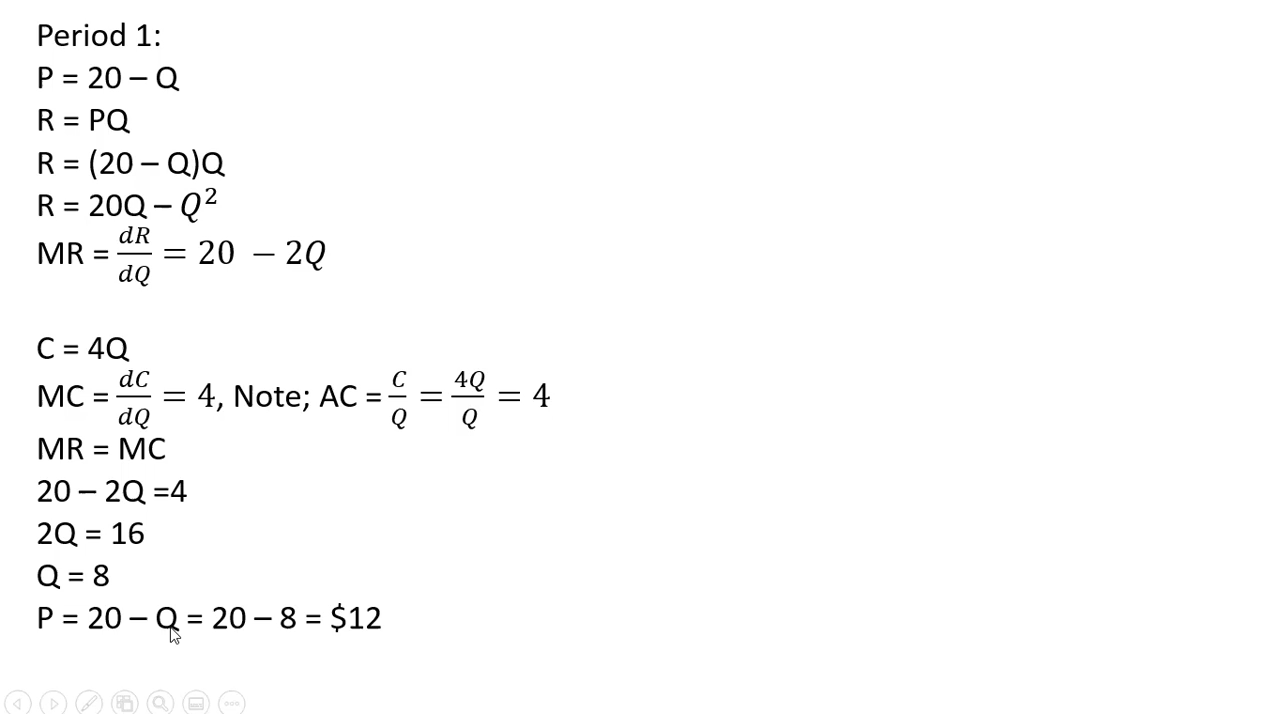 Period 1:
P = 20 – Q
R = PQ
R = (20 – Q)Q
R = 20Q – Q²
MR = dR/dQ = 20 − 2Q
C = 4Q
MC = dC/dQ = 4, Note; AC = C/Q = 4Q/Q = 4
MR = MC
20 – 2Q =4
2Q = 16
Q = 8
P = 20 – Q = 20 – 8 = $12